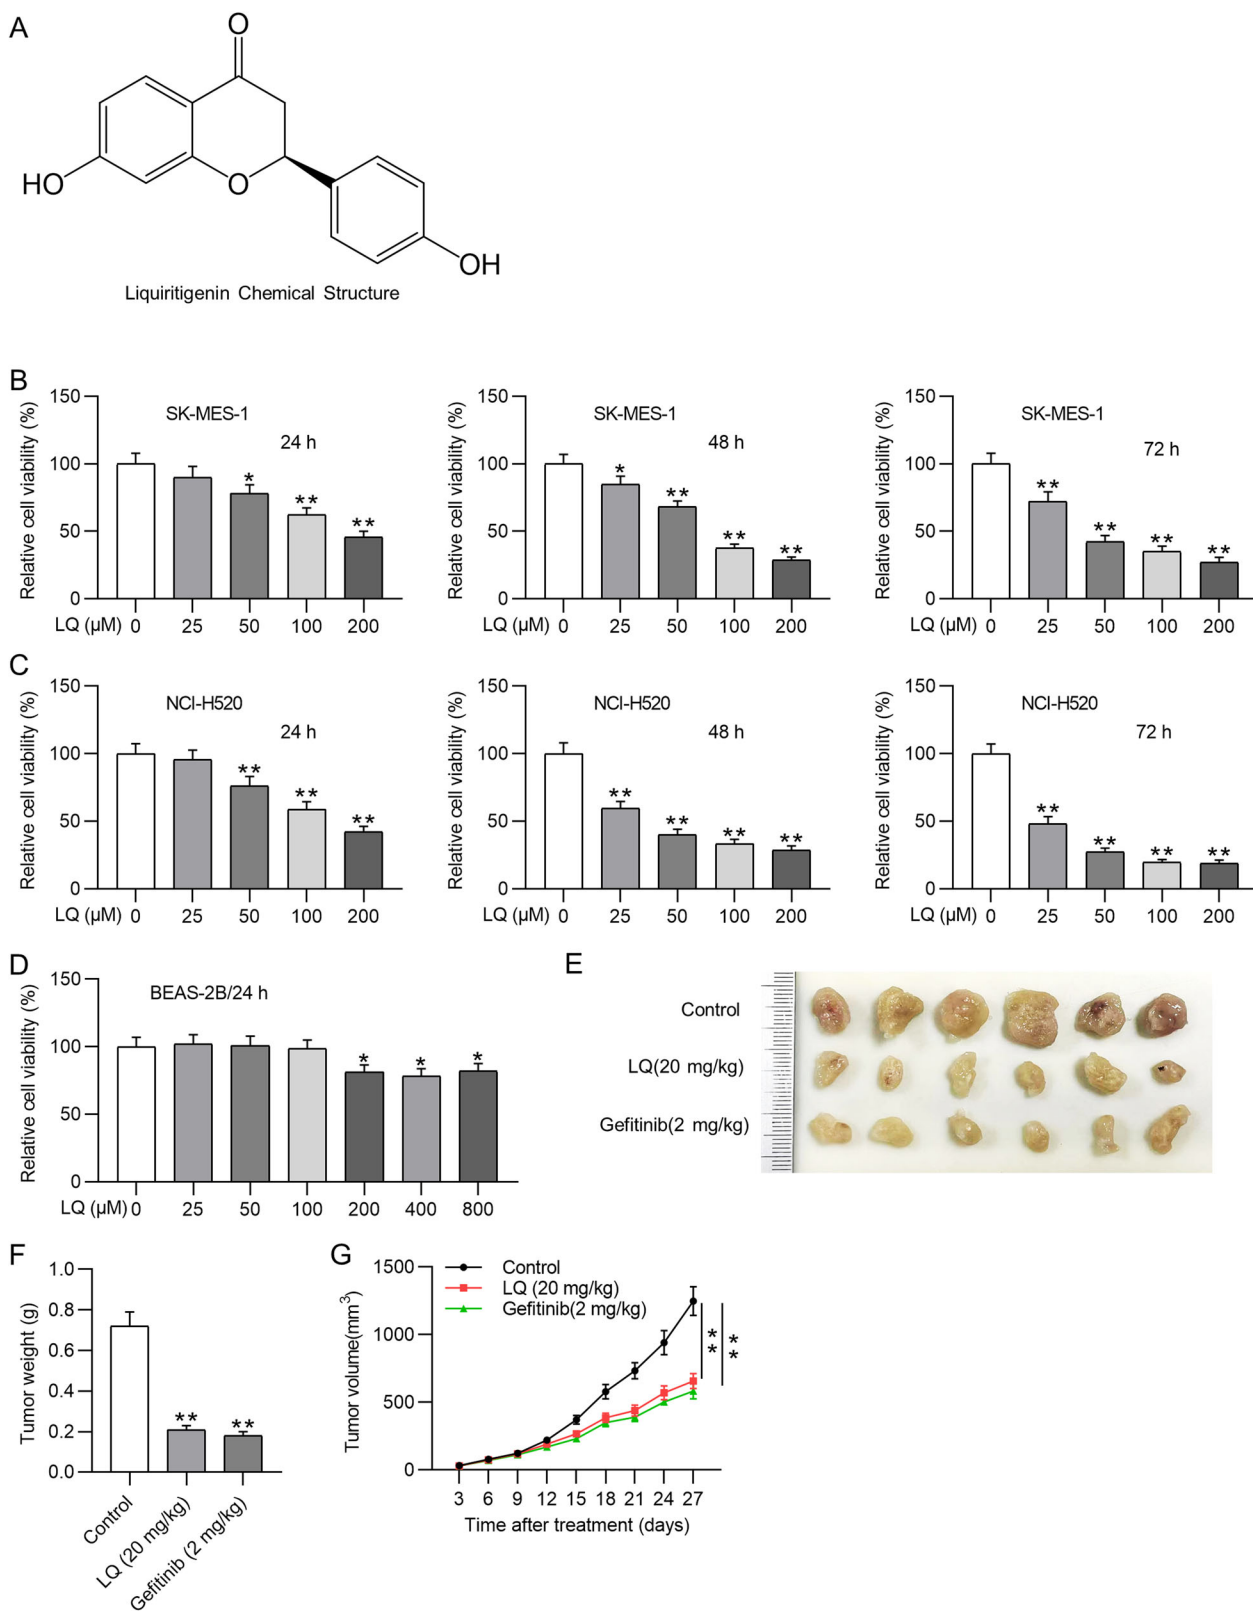 A
O
HO
O
OH
Liquiritigenin Chemical Structure
B
Relative cell viability (%)
150
100
50
0
SK-MES-1
24 h
*
**
**
LQ (μM) 0 25 50 100 200
Relative cell viability (%)
150
100
50
0
SK-MES-1
48 h
*
**
**
**
LQ (μM) 0 25 50 100 200
Relative cell viability (%)
150
100
50
0
SK-MES-1
72 h
**
**
**
**
LQ (μM) 0 25 50 100 200
C
Relative cell viability (%)
150
100
50
0
NCI-H520
24 h
**
**
**
LQ (μM) 0 25 50 100 200
Relative cell viability (%)
150
100
50
0
NCI-H520
48 h
**
**
**
**
LQ (μM) 0 25 50 100 200
Relative cell viability (%)
150
100
50
0
NCI-H520
72 h
**
**
**
**
LQ (μM) 0 25 50 100 200
D
Relative cell viability (%)
150
100
50
0
BEAS-2B/24 h
*
*
*
LQ (μM) 0 25 50 100 200 400 800
E
Control
LQ(20 mg/kg)
Gefitinib(2 mg/kg)
F
Tumor weight (g)
1.0
0.8
0.6
0.4
0.2
0.0
**
**
Control
LQ (20 mg/kg)
Gefitinib (2 mg/kg)
G
Tumor volume(mm³)
1500
1000
500
0
Control
LQ (20 mg/kg)
Gefitinib(2 mg/kg)
**
**
3 6 9 12 15 18 21 24 27
Time after treatment (days)